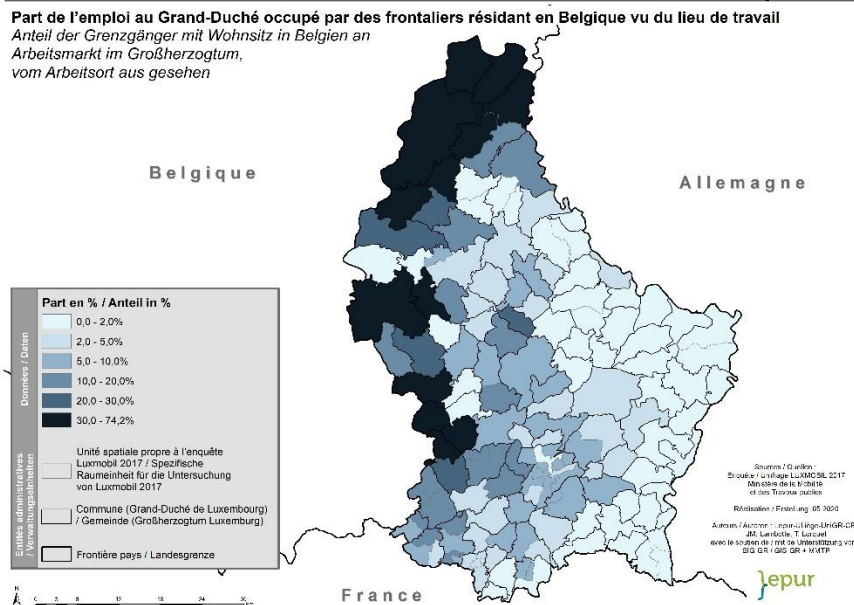 Part de l'emploi au Grand-Duché occupé par des frontaliers résidant en Belgique vu du lieu de travail
Anteil der Grenzgänger mit Wohnsitz in Belgien an
Arbeitsmarkt im Großherzogtum,
vom Arbeitsort aus gesehen
Belgique
Allemagne
Données / Daten
Part en % / Anteil in %
0,0 - 2,0%
2,0 - 5,0%
5,0 - 10,0%
10,0 - 20,0%
20,0 - 30,0%
30,0 - 74,2%
Entités administratives
/ Verwaltungseinheiten
Unité spatiale propre à l'enquête
Luxmobil 2017 / Spezifische
Raumeinheit für die Untersuchung
von Luxmobil 2017
Commune (Grand-Duché de Luxembourg)
/ Gemeinde (Großherzogtum Luxemburg)
Frontière pays / Landesgrenze
Sources / Quellen :
Enquête / Umfrage LUXMOBIL 2017
Ministère de la Mobilité
et des Travaux publics
Réalisation / Erstellung: 05 2020
Auteurs / Autoren : Lepur-ULiège-UniGR-CBS
JM. Lambotte,
avec le soutien de / mit de Unterstützung von
SIG GR / GIS GR + MMTP
lepur
N
France